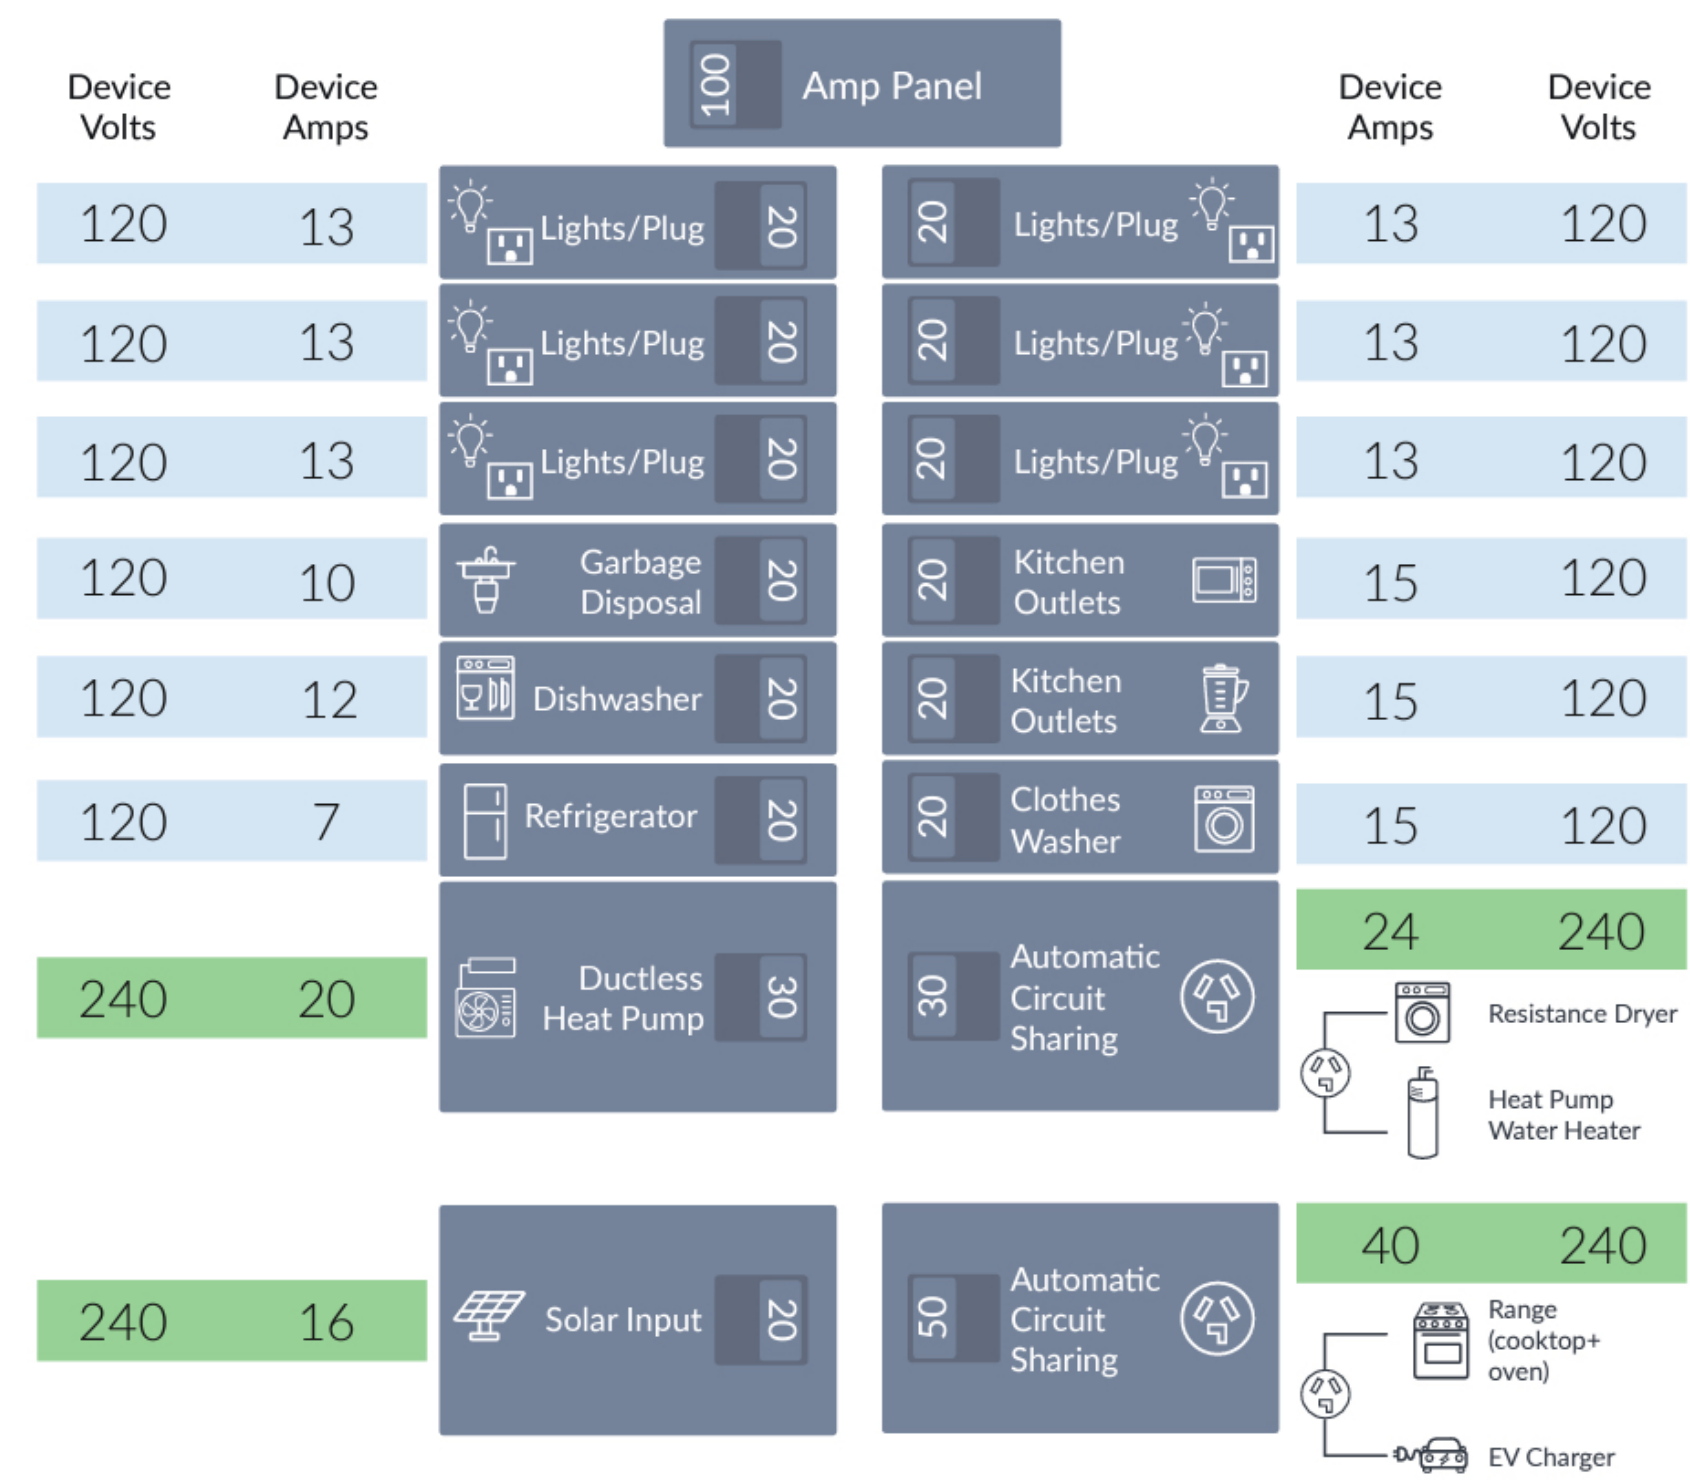 100 Amp Panel
Device
Volts
Device
Amps
Device
Amps
Device
Volts
120 13 Lights/Plug 20
20 Lights/Plug 13 120
120 13 Lights/Plug 20
20 Lights/Plug 13 120
120 13 Lights/Plug 20
20 Lights/Plug 13 120
120 10 Garbage
Disposal 20
20 Kitchen
Outlets 15 120
120 12 Dishwasher 20
20 Kitchen
Outlets 15 120
120 7 Refrigerator 20
20 Clothes
Washer 15 120
240 20 Ductless
Heat Pump 30
30 Automatic
Circuit
Sharing
24 240
Resistance Dryer
Heat Pump
Water Heater
240 16 Solar Input 20
50 Automatic
Circuit
Sharing
40 240
Range
(cooktop+
oven)
EV Charger